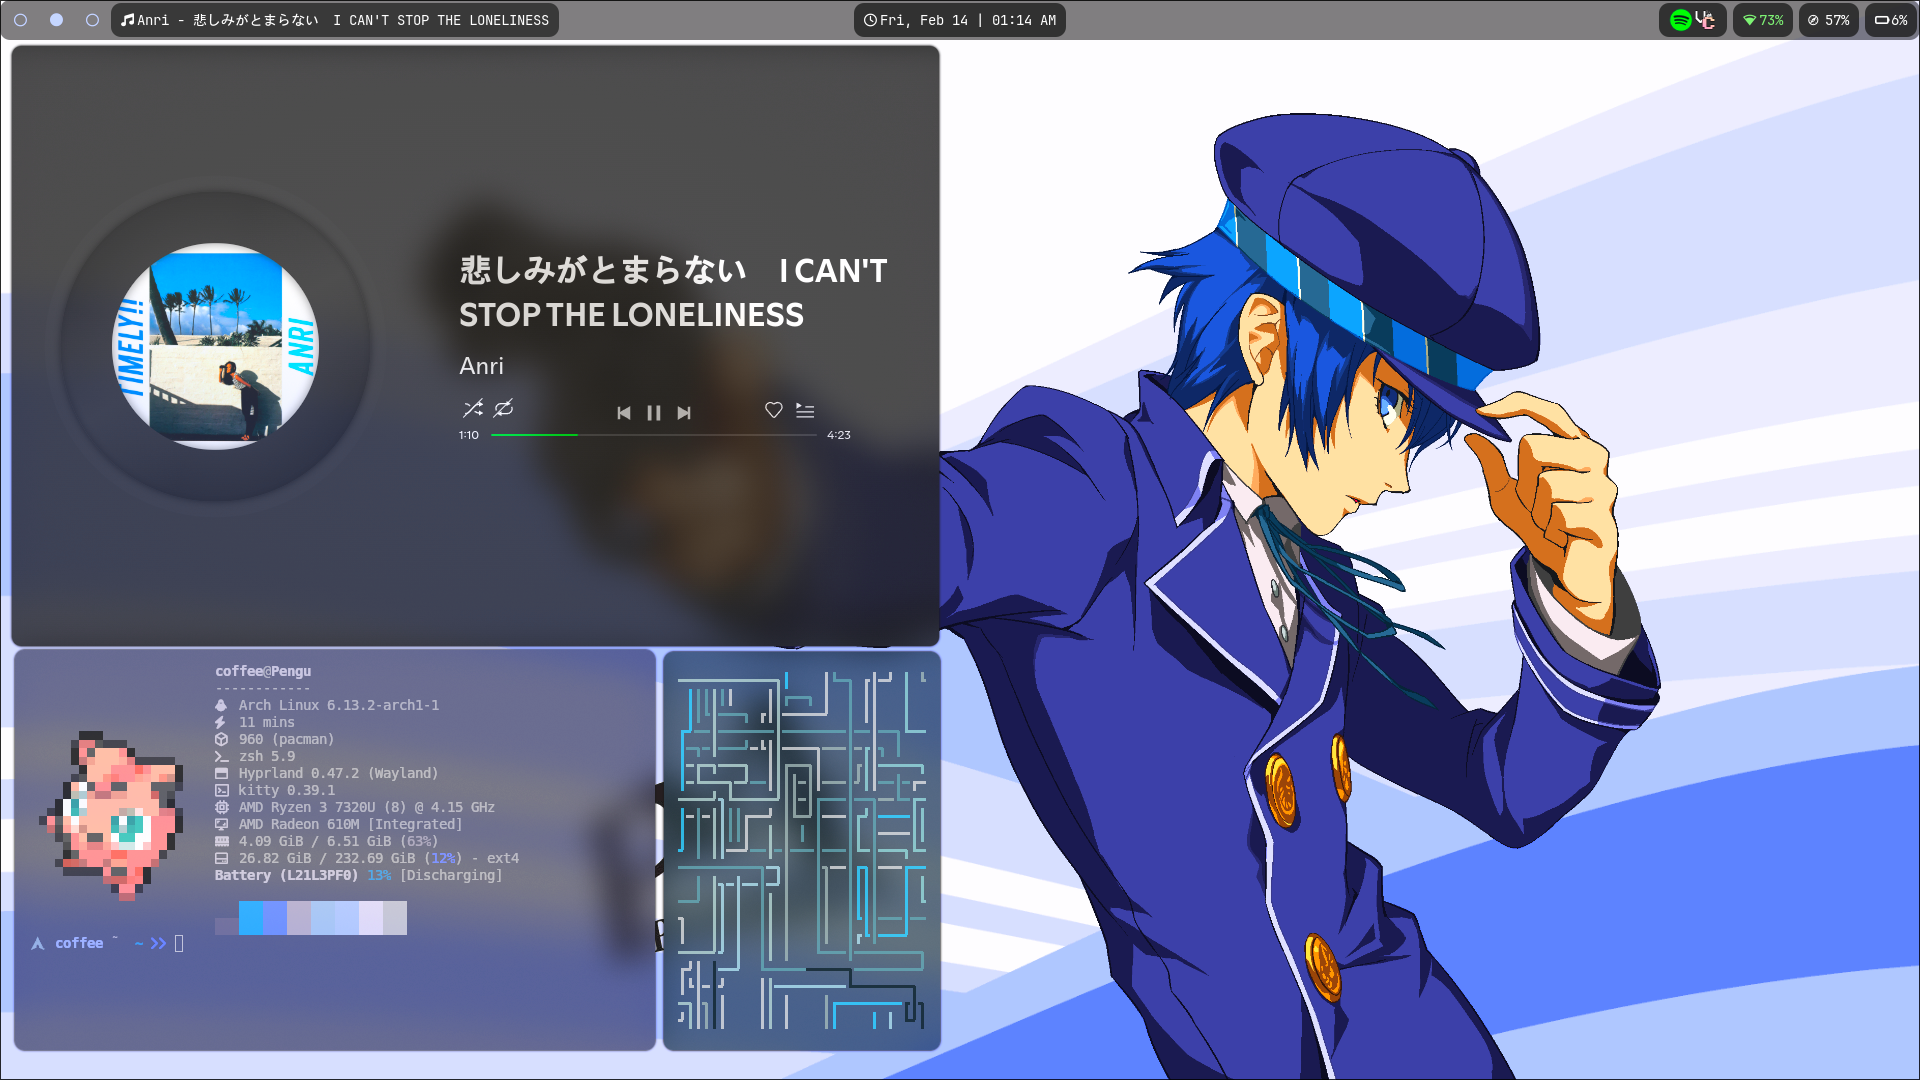 Anri - 悲しみがとまらない　I CAN'T STOP THE LONELINESS
Fri, Feb 14 | 01:14 AM
73%
57%
6%
TIMELY!!
ANRI
悲しみがとまらない　I CAN'T
STOP THE LONELINESS
Anri
1:10
4:23
coffee@Pengu
------------
Arch Linux 6.13.2-arch1-1
11 mins
960 (pacman)
zsh 5.9
Hyprland 0.47.2 (Wayland)
kitty 0.39.1
AMD Ryzen 3 7320U (8) @ 4.15 GHz
AMD Radeon 610M [Integrated]
4.09 GiB / 6.51 GiB (63%)
26.82 GiB / 232.69 GiB (12%) - ext4
Battery (L21L3PF0) 13% [Discharging]
coffee ~ ~ >>